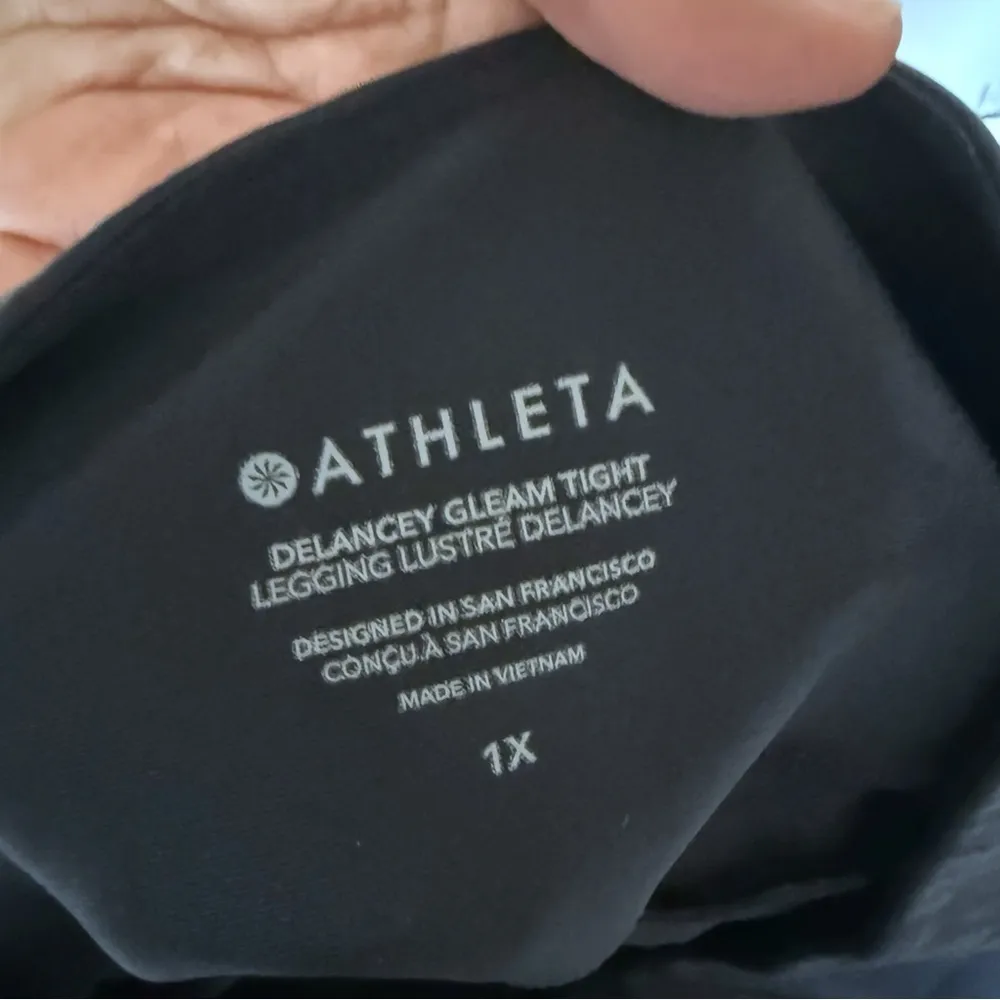 ATHLETA
DELANCEY GLEAM TIGHT
LEGGING LUSTRÉ DELANCEY
DESIGNED IN SAN FRANCISCO
CONÇU À SAN FRANCISCO
MADE IN VIETNAM
1X